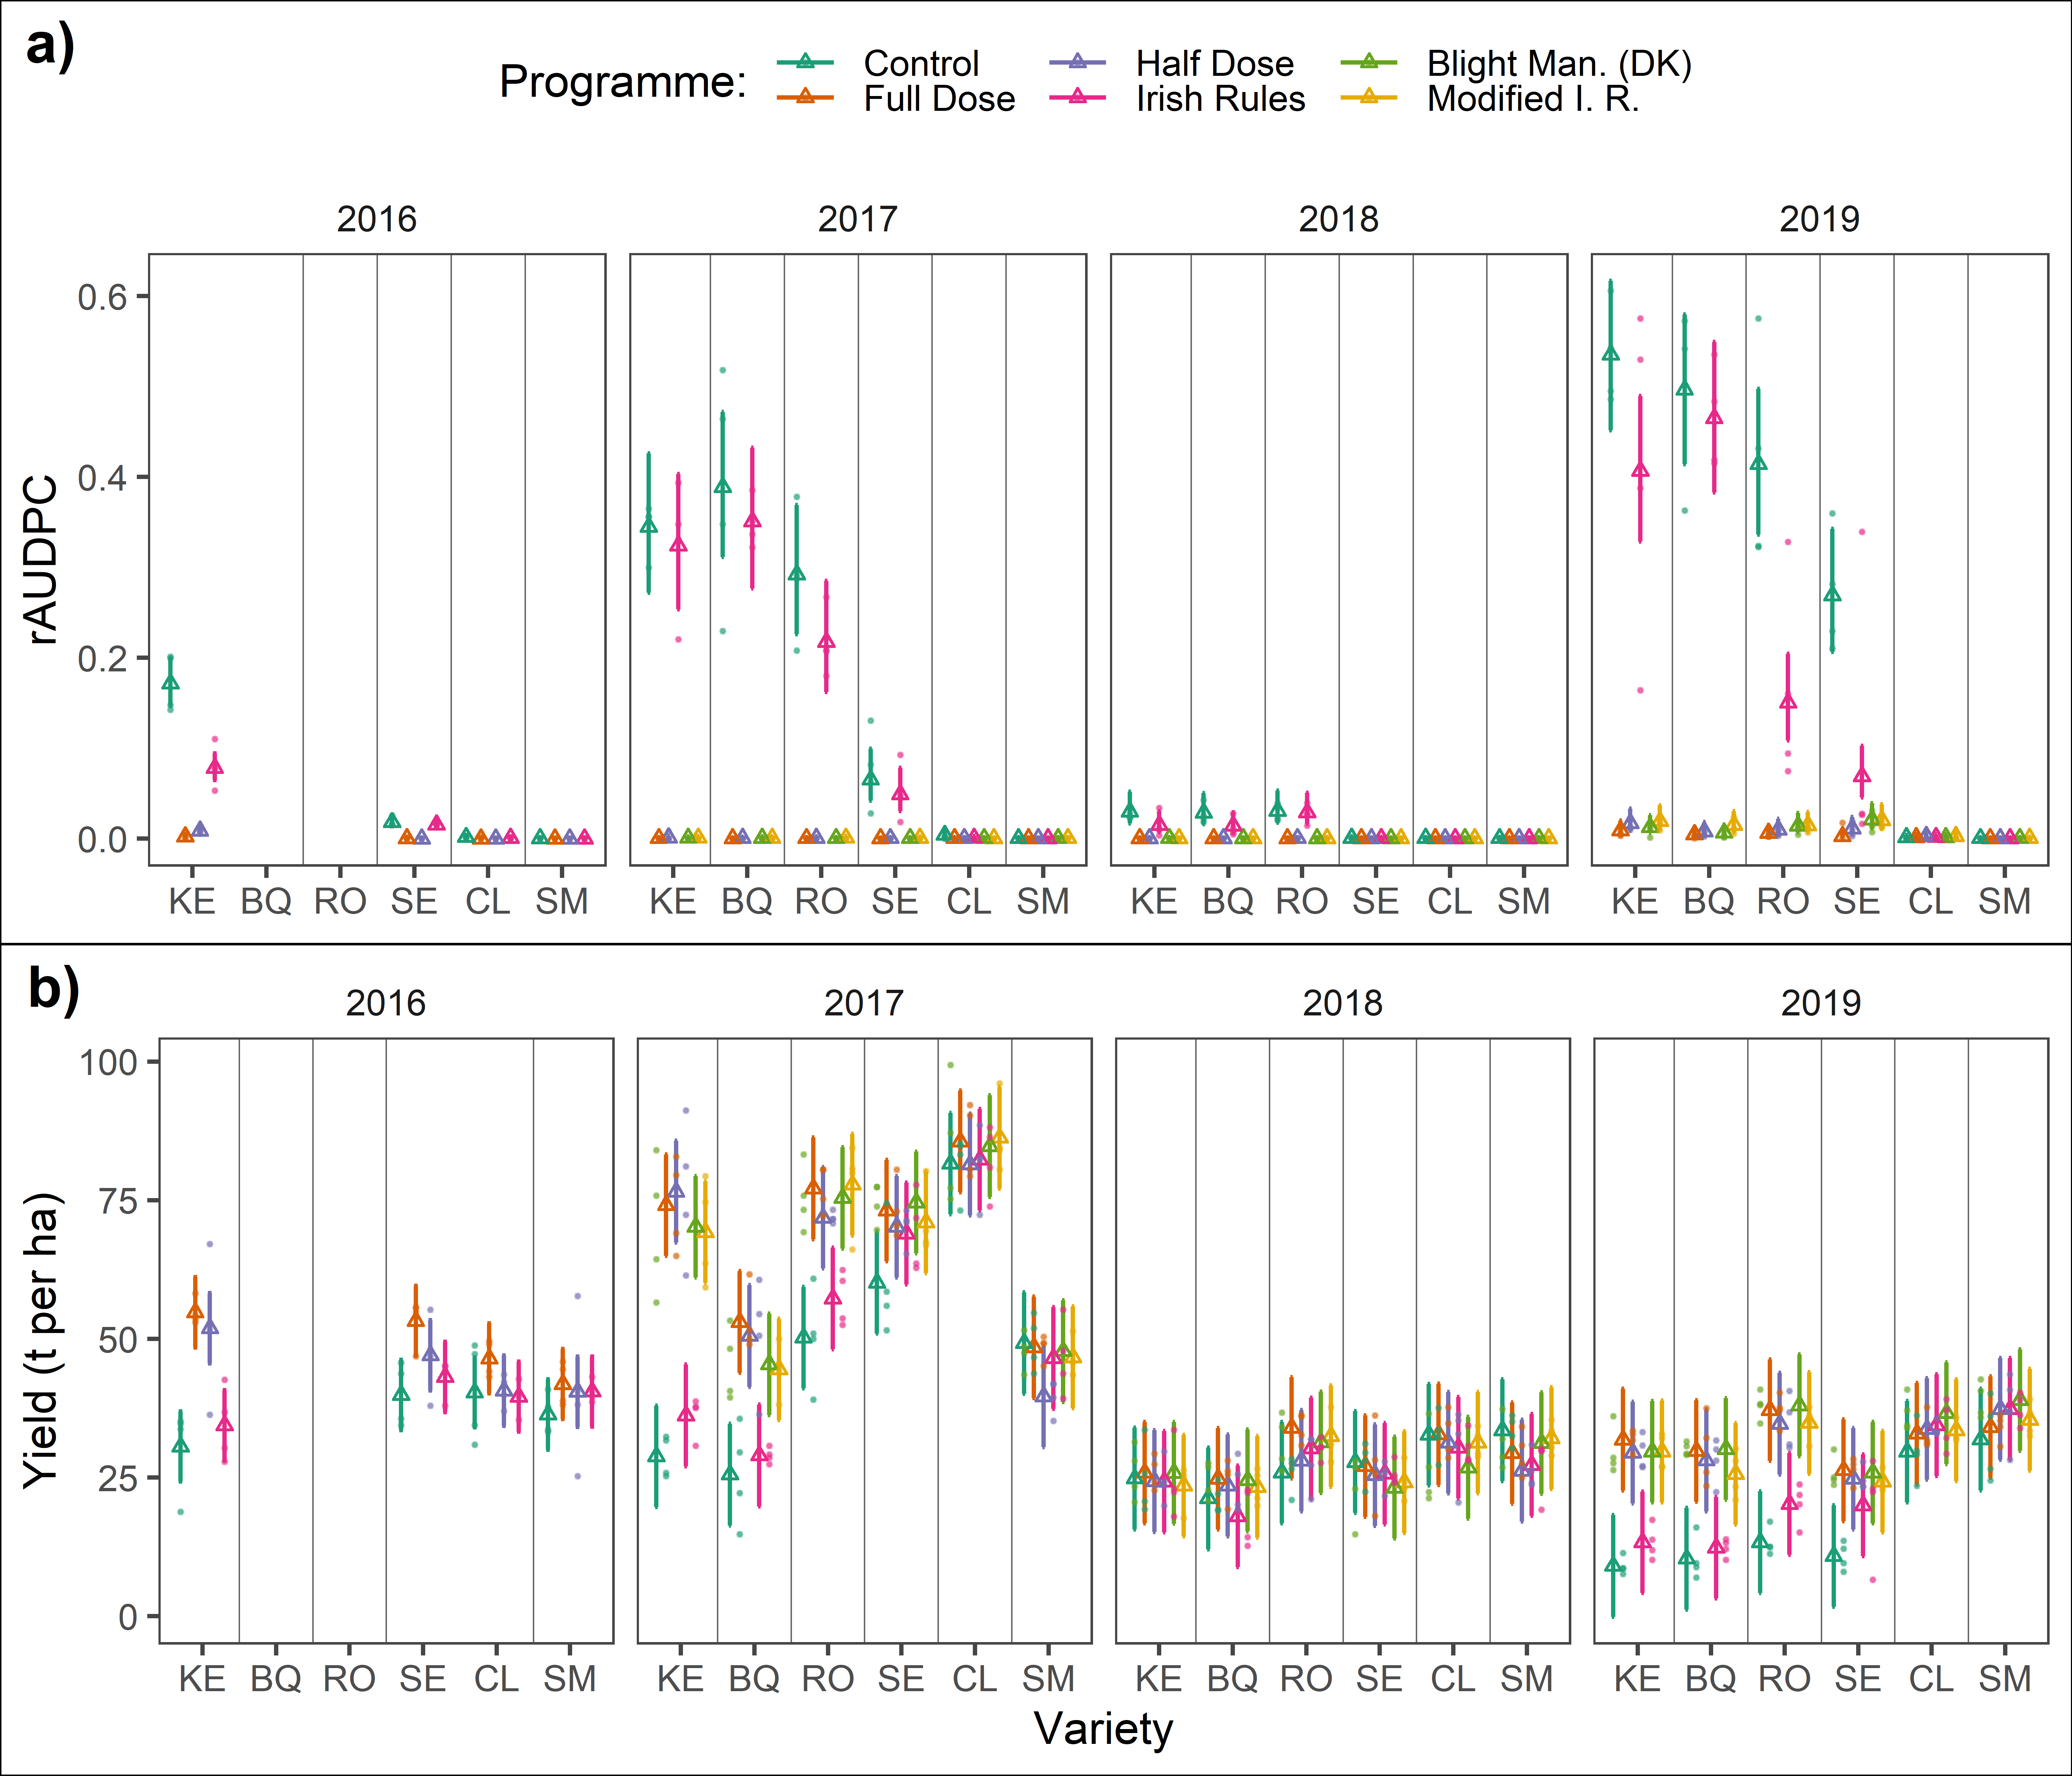 a)
Programme:
Control Half Dose Blight Man. (DK)
Full Dose Irish Rules Modified I. R.
2016 2017 2018 2019
rAUDPC
0.6
0.4
0.2
0.0
KE BQ RO SE CL SM KE BQ RO SE CL SM KE BQ RO SE CL SM KE BQ RO SE CL SM
b)
2016 2017 2018 2019
Yield (t per ha)
100
75
50
25
0
KE BQ RO SE CL SM KE BQ RO SE CL SM KE BQ RO SE CL SM KE BQ RO SE CL SM
Variety